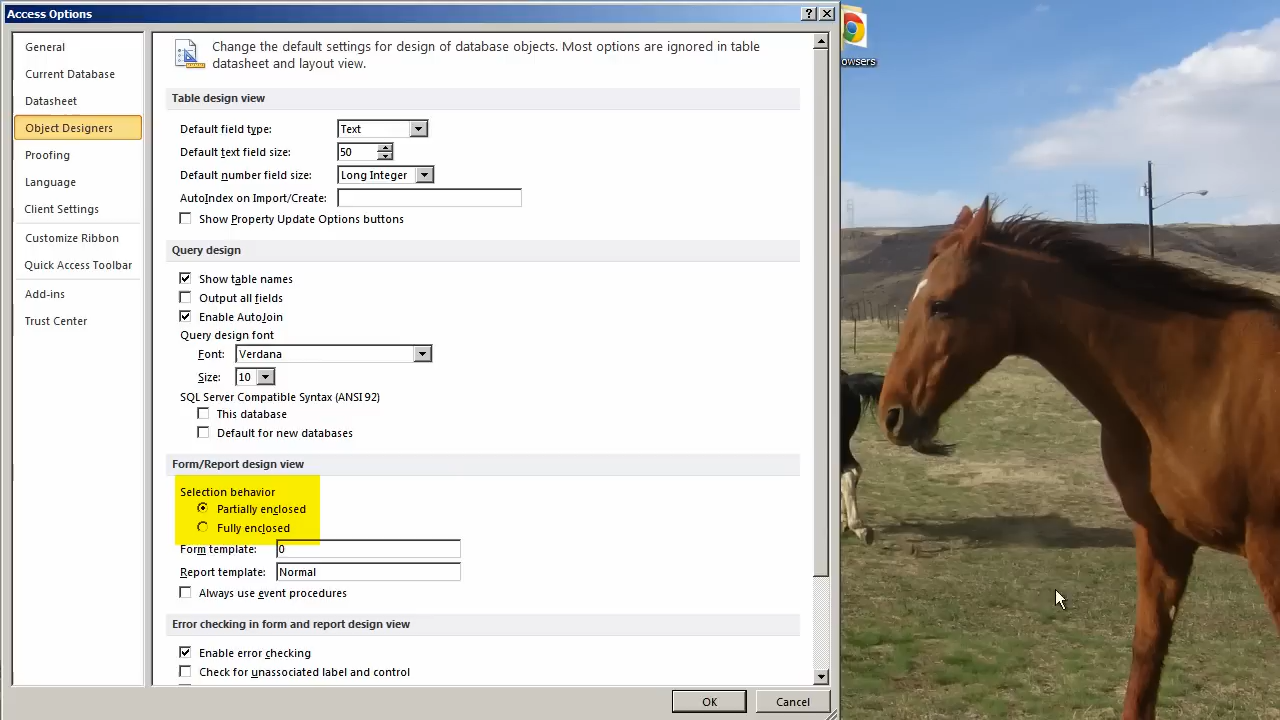 Access Options
General
Current Database
Datasheet
Object Designers
Proofing
Language
Client Settings
Customize Ribbon
Quick Access Toolbar
Add-ins
Trust Center
Change the default settings for design of database objects. Most options are ignored in table
datasheet and layout view.
Table design view
Default field type: Text
Default text field size: 50
Default number field size: Long Integer
AutoIndex on Import/Create:
Show Property Update Options buttons
Query design
Show table names
Output all fields
Enable AutoJoin
Query design font
Font: Verdana
Size: 10
SQL Server Compatible Syntax (ANSI 92)
This database
Default for new databases
Form/Report design view
Selection behavior
Partially enclosed
Fully enclosed
Form template: 0
Report template: Normal
Always use event procedures
Error checking in form and report design view
Enable error checking
Check for unassociated label and control
OK Cancel
owsers